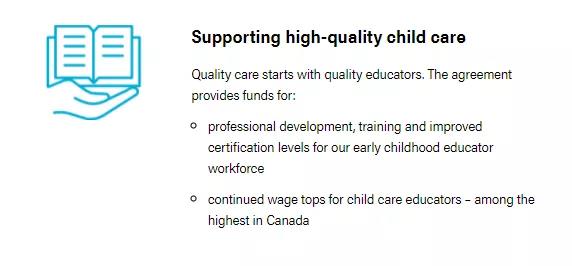 Supporting high-quality child care
Quality care starts with quality educators. The agreement
provides funds for:
professional development, training and improved
certification levels for our early childhood educator
workforce
continued wage tops for child care educators – among the
highest in Canada